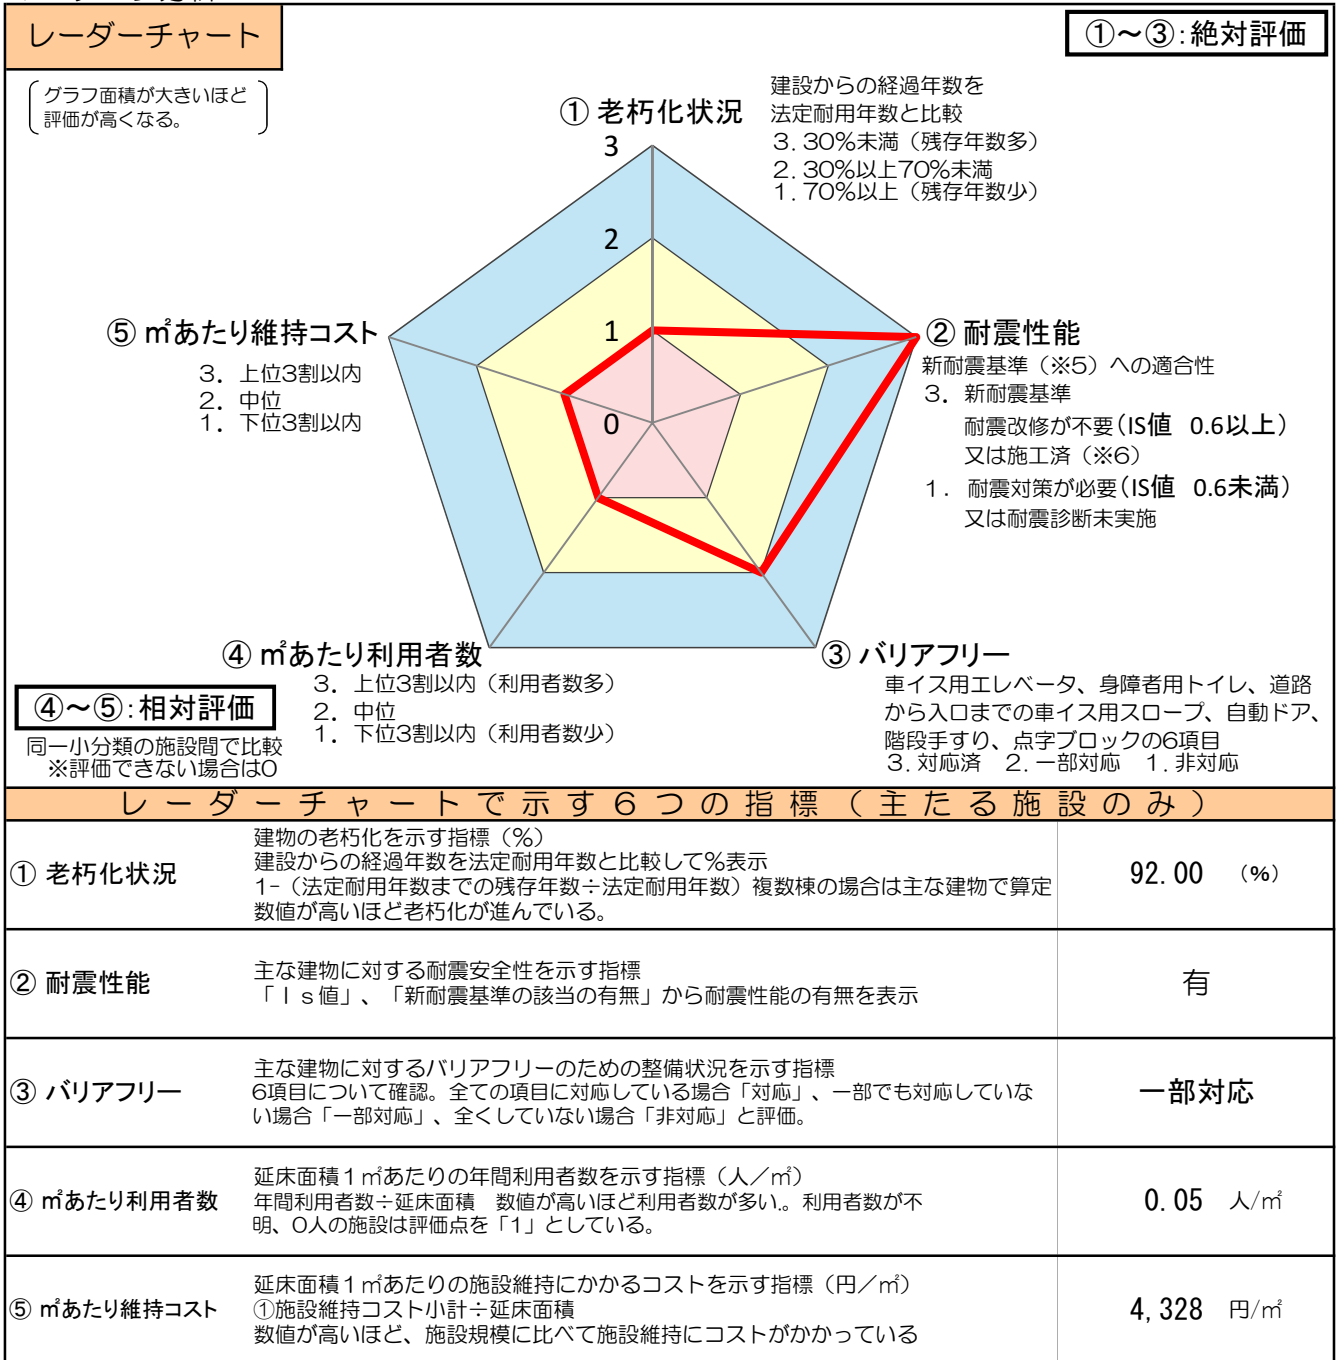 レーダーチャート
①～③:絶対評価
グラフ面積が大きいほど
評価が高くなる。
① 老朽化状況
建設からの経過年数を
法定耐用年数と比較
3. 30%未満（残存年数多）
2. 30%以上70%未満
1. 70%以上（残存年数少）
3
2
1
0
② 耐震性能
新耐震基準（※5）への適合性
3. 新耐震基準
耐震改修が不要（IS値 0.6以上）
又は施工済（※6）
1. 耐震対策が必要（IS値 0.6未満）
又は耐震診断未実施
⑤ ㎡あたり維持コスト
3. 上位3割以内
2. 中位
1. 下位3割以内
④ ㎡あたり利用者数
3. 上位3割以内（利用者数多）
2. 中位
1. 下位3割以内（利用者数少）
③ バリアフリー
車イス用エレベータ、身障者用トイレ、道路
から入口までの車イス用スロープ、自動ドア、
階段手すり、点字ブロックの6項目
3. 対応済 2. 一部対応 1. 非対応
④～⑤:相対評価
同一小分類の施設間で比較
※評価できない場合は0
レーダーチャートで示す６つの指標（主たる施設のみ）
① 老朽化状況
建物の老朽化を示す指標（%）
建設からの経過年数を法定耐用年数と比較して%表示
1-（法定耐用年数までの残存年数÷法定耐用年数）複数棟の場合は主な建物で算定
数値が高いほど老朽化が進んでいる。
92.00 （%）
② 耐震性能
主な建物に対する耐震安全性を示す指標
「Ｉｓ値」、「新耐震基準の該当の有無」から耐震性能の有無を表示
有
③ バリアフリー
主な建物に対するバリアフリーのための整備状況を示す指標
6項目について確認。全ての項目に対応している場合「対応」、一部でも対応していな
い場合「一部対応」、全くしていない場合「非対応」と評価。
一部対応
④ ㎡あたり利用者数
延床面積１㎡あたりの年間利用者数を示す指標（人／㎡）
年間利用者数÷延床面積　数値が高いほど利用者数が多い。利用者数が不
明、0人の施設は評価点を「1」としている。
0.05 人/㎡
⑤ ㎡あたり維持コスト
延床面積１㎡あたりの施設維持にかかるコストを示す指標（円／㎡）
①施設維持コスト小計÷延床面積
数値が高いほど、施設規模に比べて施設維持にコストがかかっている
4,328 円/㎡